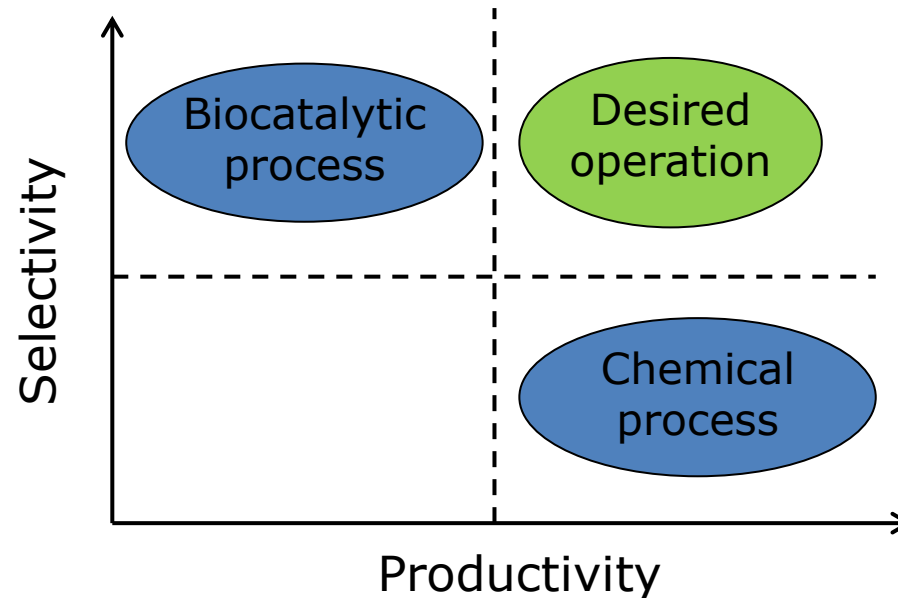 Selectivity
Biocatalytic
process
Desired
operation
Chemical
process
Productivity